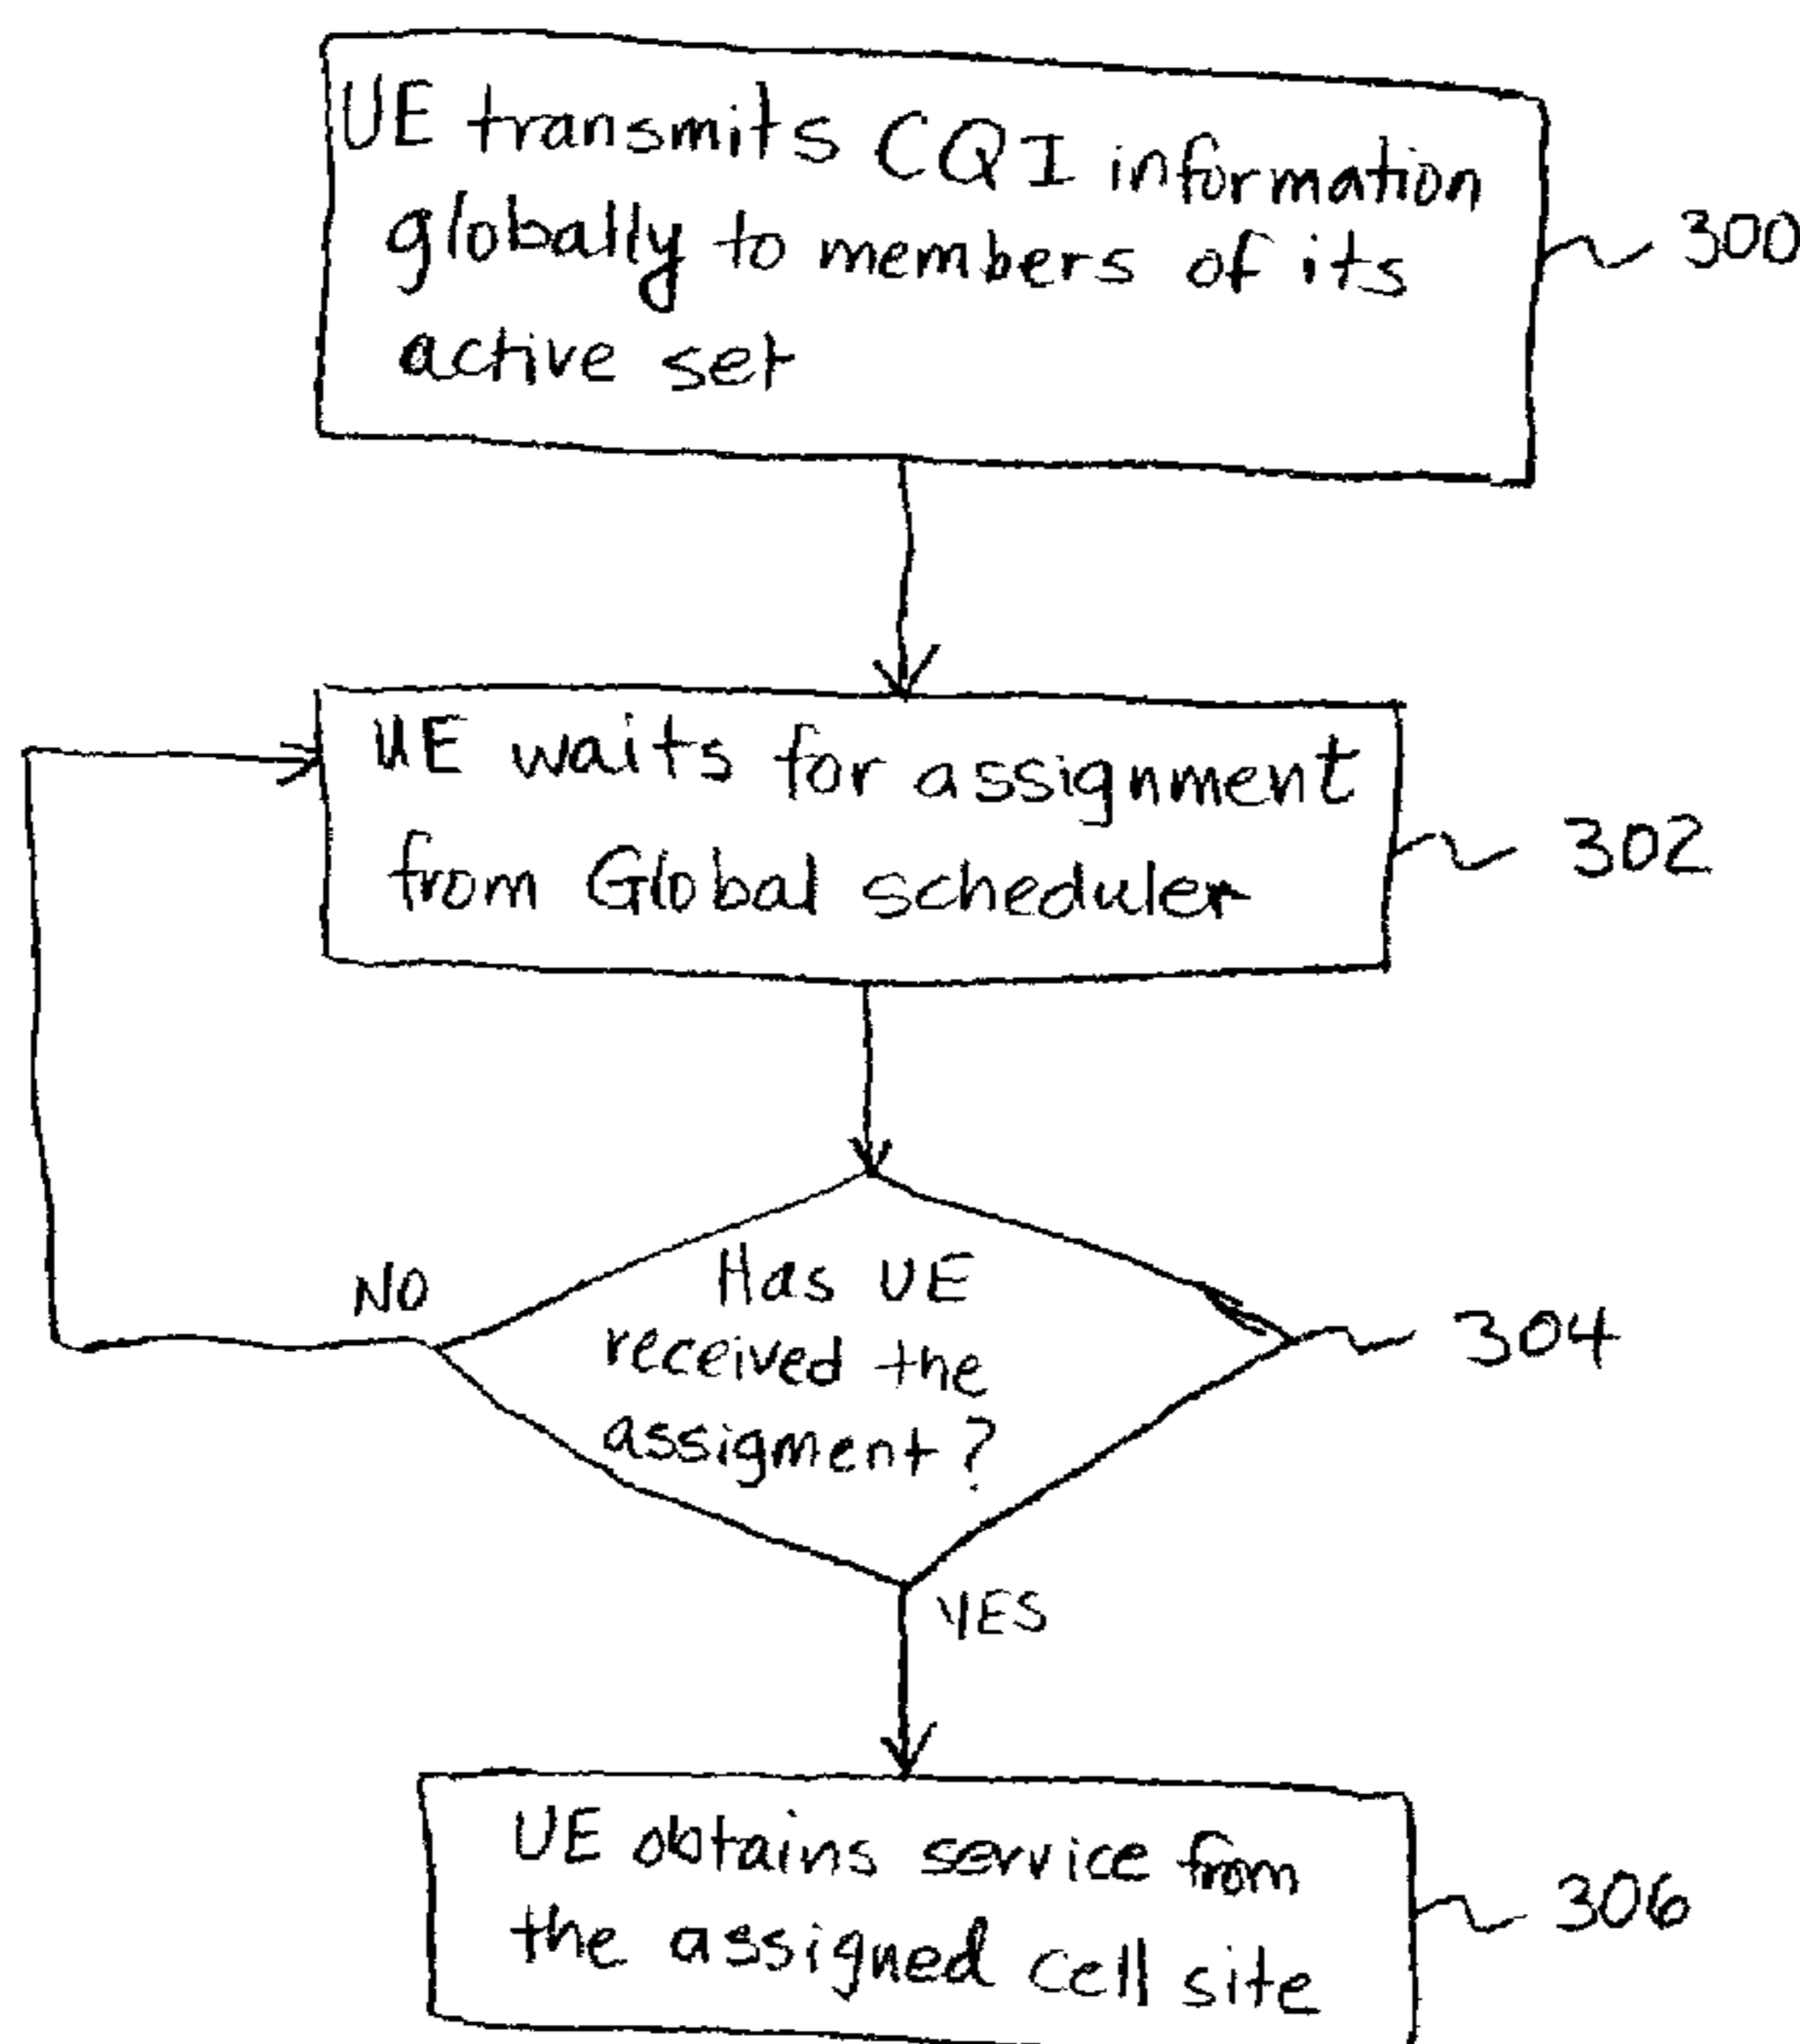 UE transmits CQI information
globally to members of its
active set
300
UE waits for assignment
from Global scheduler
302
Has UE
received the
assigment?
304
NO
YES
UE obtains service from
the assigned cell site
306